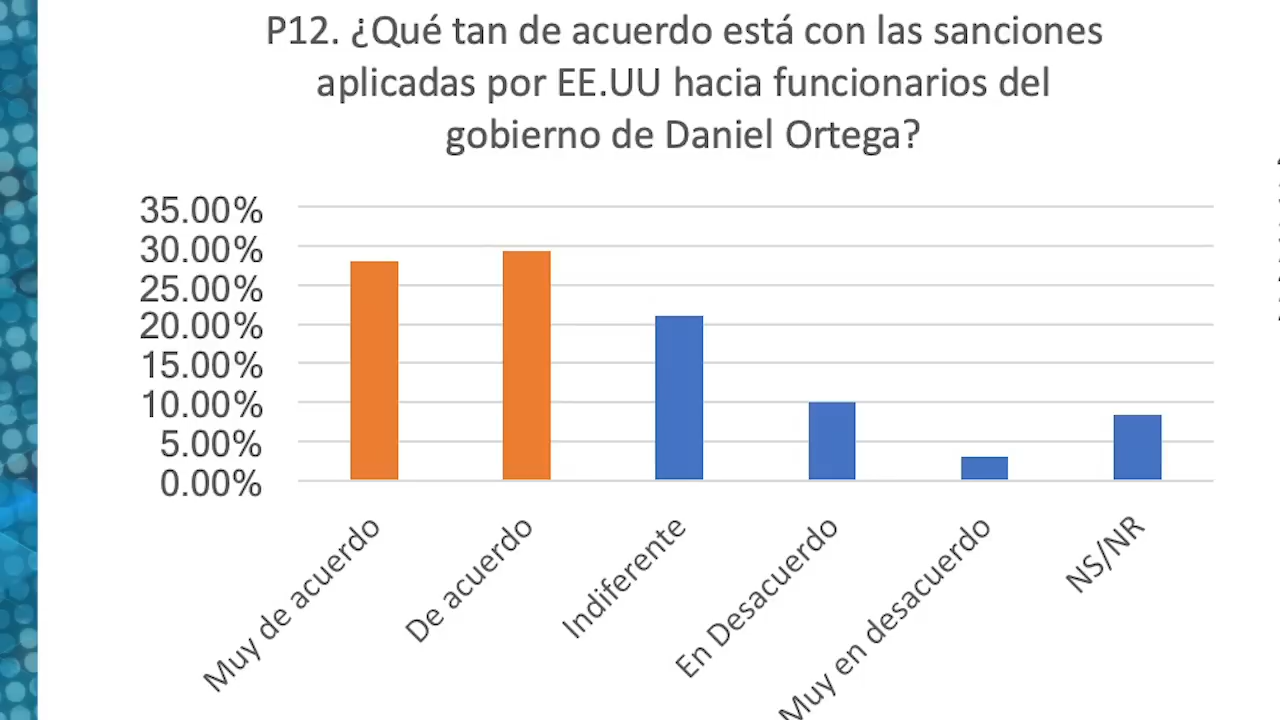 P12. ¿Qué tan de acuerdo está con las sanciones
aplicadas por EE.UU hacia funcionarios del
gobierno de Daniel Ortega?
35.00%
30.00%
25.00%
20.00%
15.00%
10.00%
5.00%
0.00%
Muy de acuerdo
De acuerdo
Indiferente
En Desacuerdo
Muy en desacuerdo
NS/NR